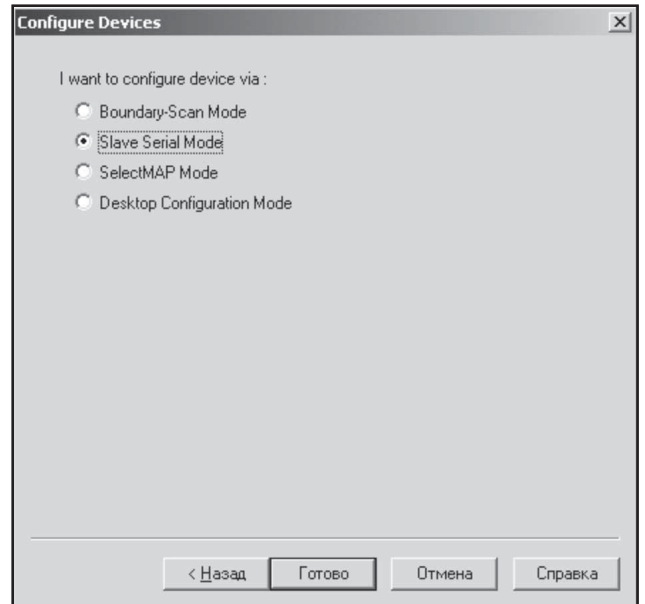 Configure Devices
I want to configure device via :
Boundary-Scan Mode
Slave Serial Mode
SelectMAP Mode
Desktop Configuration Mode
< Назад Готово Отмена Справка